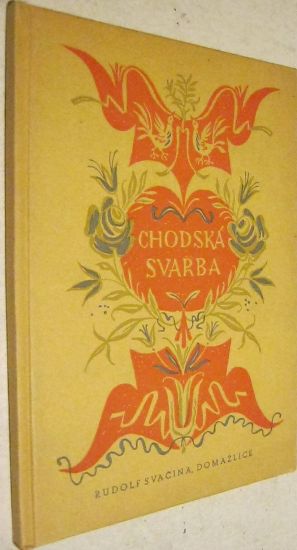 CHODSKÁ
SVARBA
RUDOLF SVAČINA, DOMAŽLICE